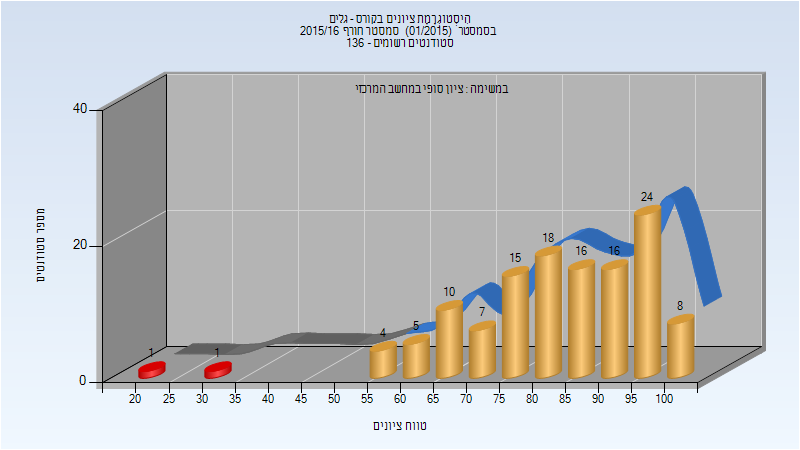 היסטוגרמת ציונים בקורס - גלים
בסמסטר (01/2015) סמסטר חורף 2015/16
סטודנטים רשומים - 136
במשימה : ציון סופי במחשב המרכזי
מספר סטודנטים
40
20
0
1
1
4
5
10
7
15
18
16
16
24
8
20 25 30 35 40 45 50 55 60 65 70 75 80 85 90 95 100
טווח ציונים